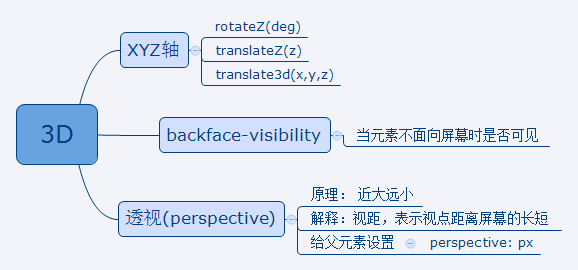 3D
XYZ轴
rotateZ(deg)
translateZ(z)
translate3d(x,y,z)
backface-visibility
当元素不面向屏幕时是否可见
透视(perspective)
原理： 近大远小
解释：视距，表示视点距离屏幕的长短
给父元素设置
perspective: px